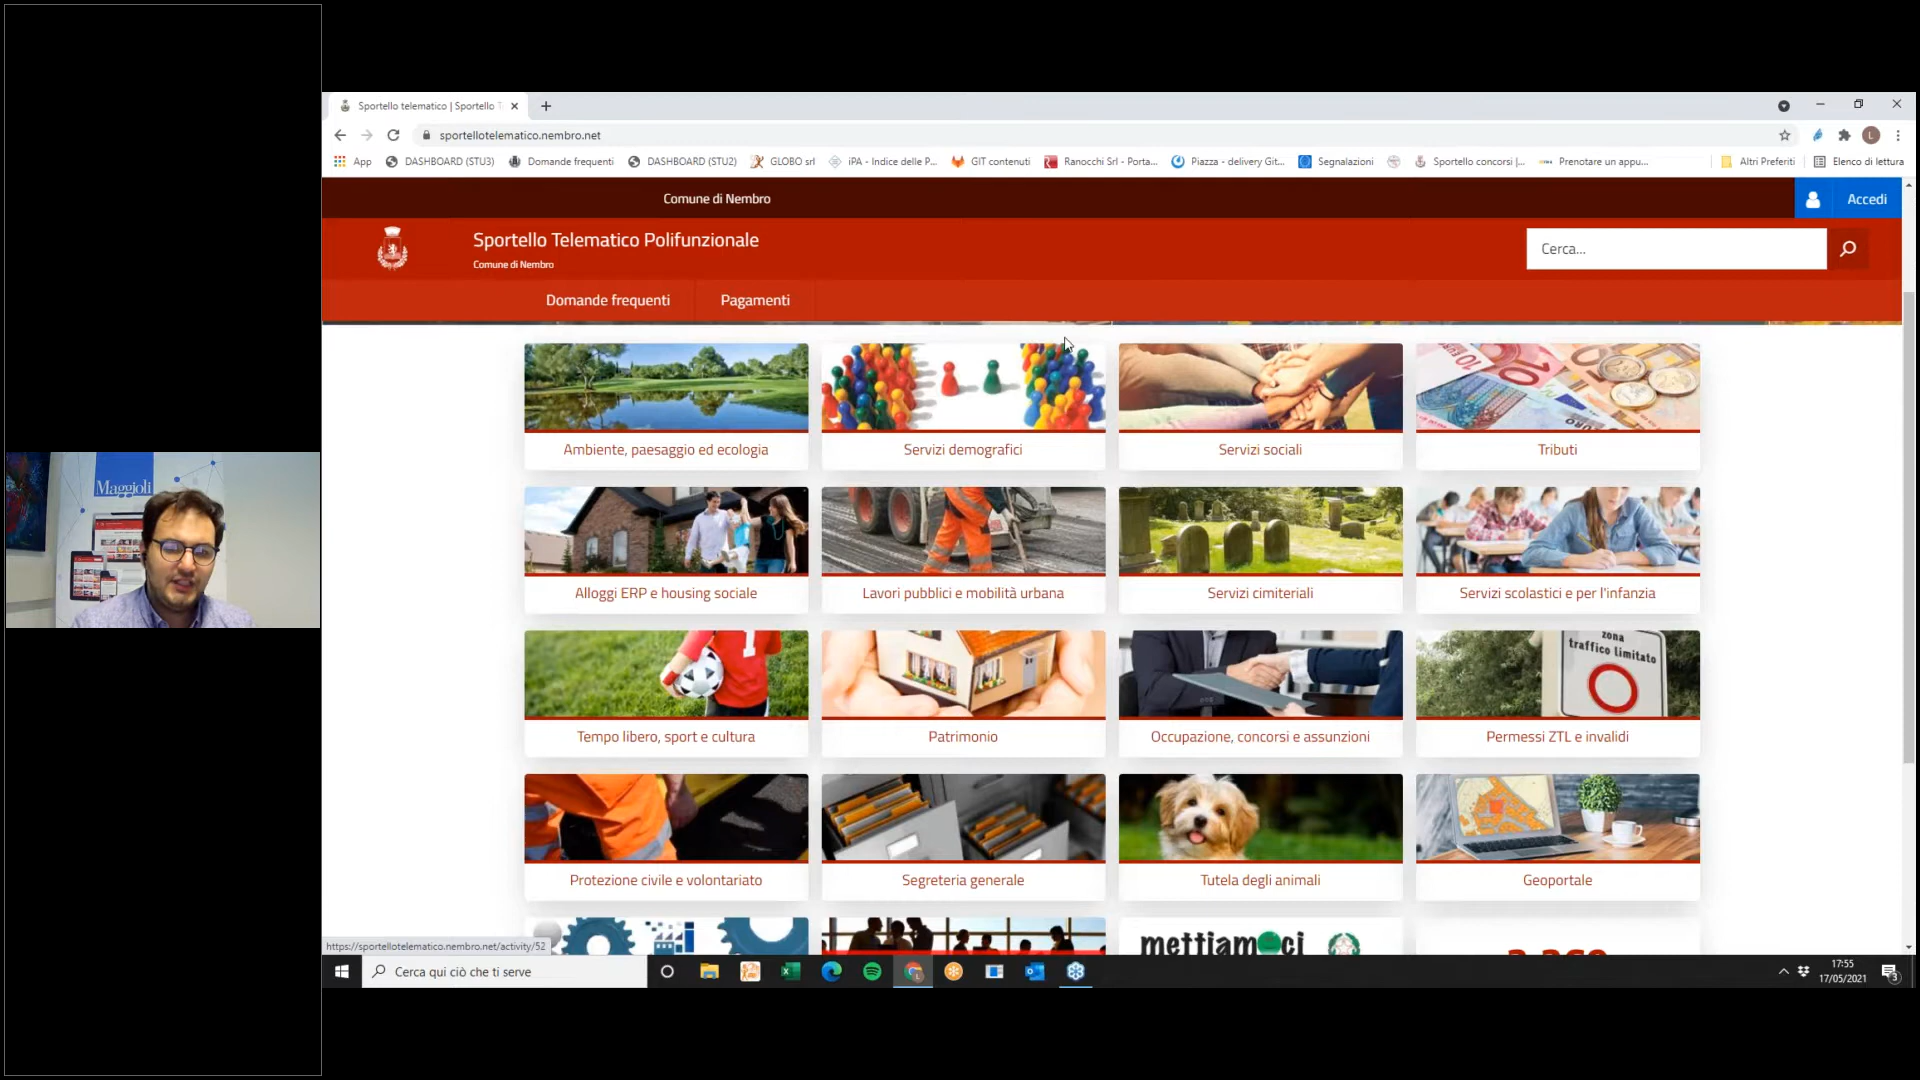 Maggioli
Sportello telematico | Sportello T
sportellotelematico.nembro.net
App
DASHBOARD (STU3)
Domande frequenti
DASHBOARD (STU2)
GLOBO srl
iPA - Indice delle P...
GIT contenuti
Ranocchi Srl - Porta...
Piazza - delivery Git...
Segnalazioni
Sportello concorsi |...
Prenotare un appu...
Altri Preferiti
Elenco di lettura
Comune di Nembro
Accedi
Sportello Telematico Polifunzionale
Comune di Nembro
Cerca...
Domande frequenti
Pagamenti
Ambiente, paesaggio ed ecologia
Servizi demografici
Servizi sociali
Tributi
Alloggi ERP e housing sociale
Lavori pubblici e mobilità urbana
Servizi cimiteriali
Servizi scolastici e per l'infanzia
zona
traffico limitato
Tempo libero, sport e cultura
Patrimonio
Occupazione, concorsi e assunzioni
Permessi ZTL e invalidi
Protezione civile e volontariato
Segreteria generale
Tutela degli animali
Geoportale
mettiamoci
https://sportellotelematico.nembro.net/activity/52
Cerca qui ciò che ti serve
17:55
17/05/2021
3